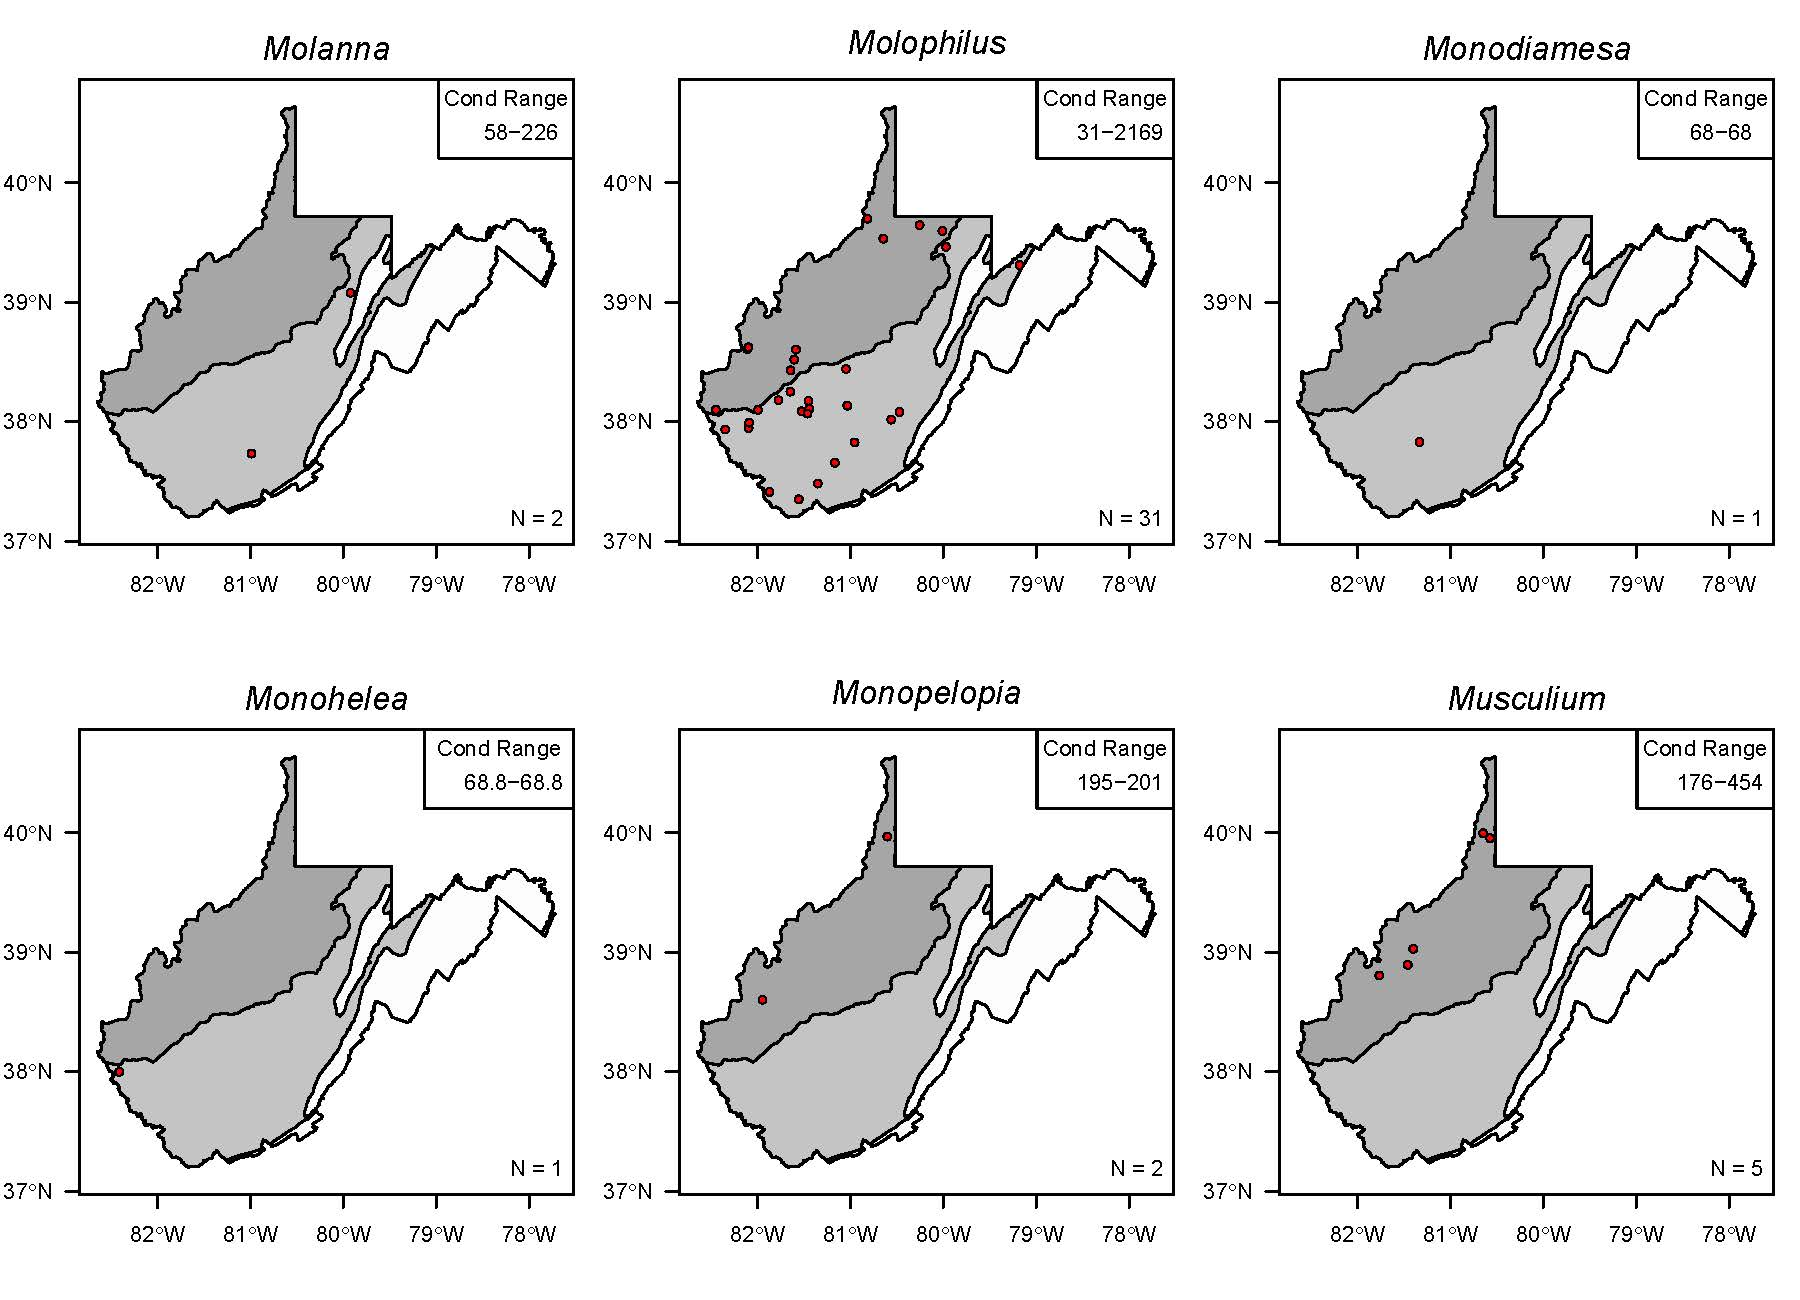 Molanna
Cond Range
58−226
40°N
39°N
38°N
37°N
N = 2
82°W 81°W 80°W 79°W 78°W
Molophilus
Cond Range
31−2169
40°N
39°N
38°N
37°N
N = 31
82°W 81°W 80°W 79°W 78°W
Monodiamesa
Cond Range
68−68
40°N
39°N
38°N
37°N
N = 1
82°W 81°W 80°W 79°W 78°W
Monohelea
Cond Range
68.8−68.8
40°N
39°N
38°N
37°N
N = 1
82°W 81°W 80°W 79°W 78°W
Monopelopia
Cond Range
195−201
40°N
39°N
38°N
37°N
N = 2
82°W 81°W 80°W 79°W 78°W
Musculium
Cond Range
176−454
40°N
39°N
38°N
37°N
N = 5
82°W 81°W 80°W 79°W 78°W